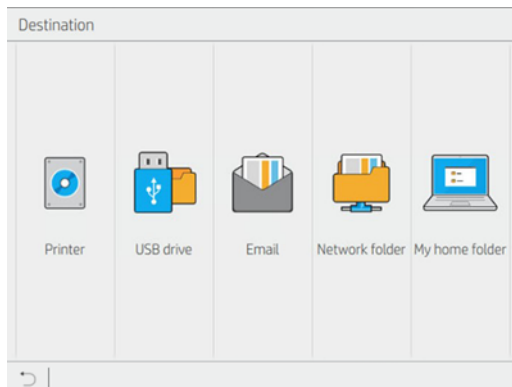 Destination
Printer
USB drive
Email
Network folder
My home folder